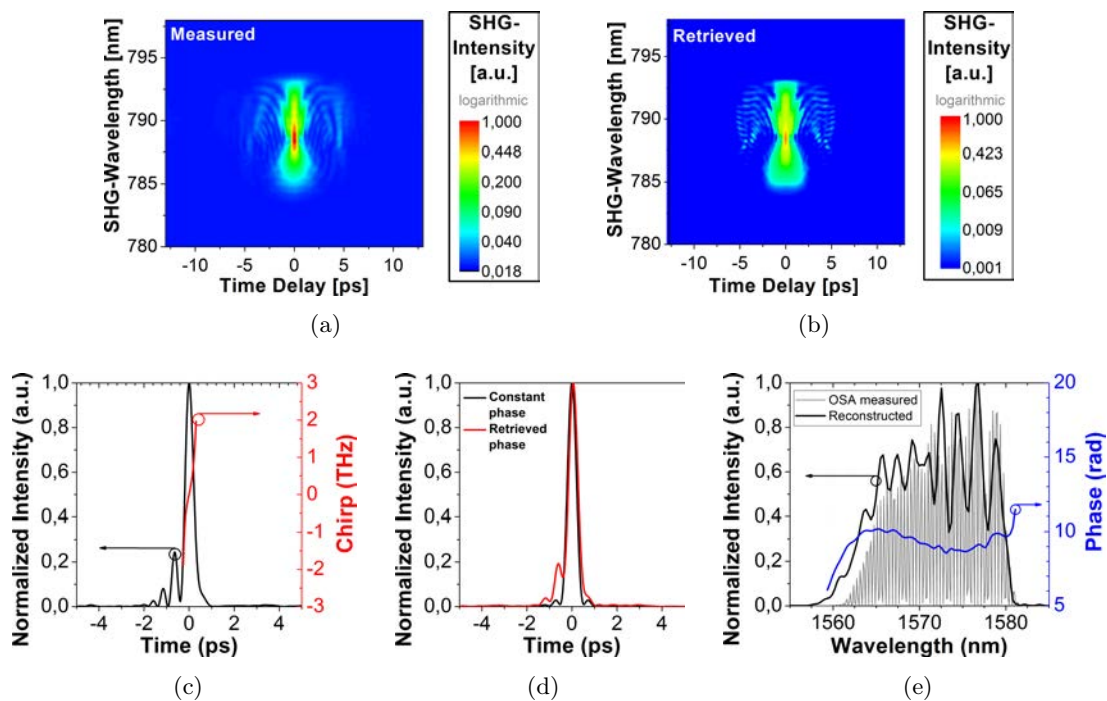 Measured
SHG-Wavelength [nm]
795
790
785
780
-10 -5 0 5 10
Time Delay [ps]
SHG-
Intensity
[a.u.]
logarithmic
1,000
0,448
0,200
0,090
0,040
0,018
(a)
Retrieved
SHG-Wavelength [nm]
795
790
785
780
-10 -5 0 5 10
Time Delay [ps]
SHG-
Intensity
[a.u.]
logarithmic
1,000
0,423
0,065
0,009
0,001
(b)
Normalized Intensity (a.u.)
1,0
0,8
0,6
0,4
0,2
0,0
-4 -2 0 2 4
Time (ps)
3
2
1
0
-1
-2
-3
Chirp (THz)
(c)
Normalized Intensity (a.u.)
1,0
0,8
0,6
0,4
0,2
0,0
Constant
phase
Retrieved
phase
-4 -2 0 2 4
Time (ps)
(d)
Normalized Intensity (a.u.)
1,0
0,8
0,6
0,4
0,2
0,0
OSA measured
Reconstructed
1560 1570 1580
Wavelength (nm)
20
15
10
5
Phase (rad)
(e)